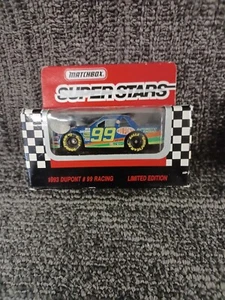 MATCHBOX
SUPER STARS
99
1993 DUPONT # 99 RACING LIMITED EDITION